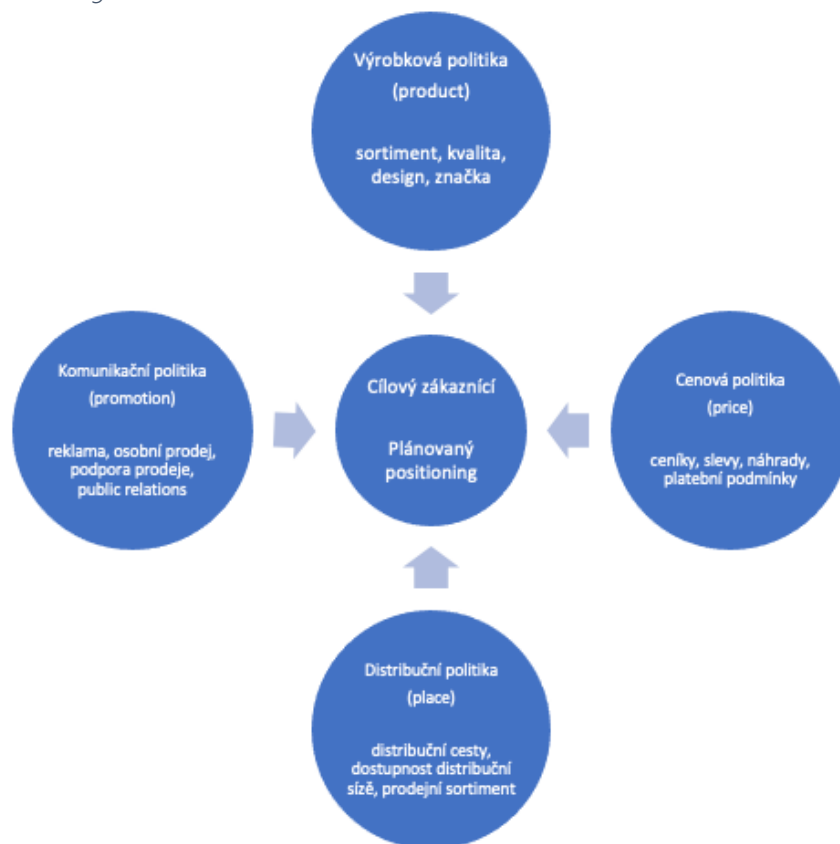 Výrobková politika
(product)
sortiment, kvalita,
design, značka
Komunikační politika
(promotion)
reklama, osobní prodej,
podpora prodeje,
public relations
Cílový zákazníci
Plánovaný
positioning
Cenová politika
(price)
ceníky, slevy, náhrady,
platební podmínky
Distribuční politika
(place)
distribuční cesty,
dostupnost distribuční
sízě, prodejní sortiment